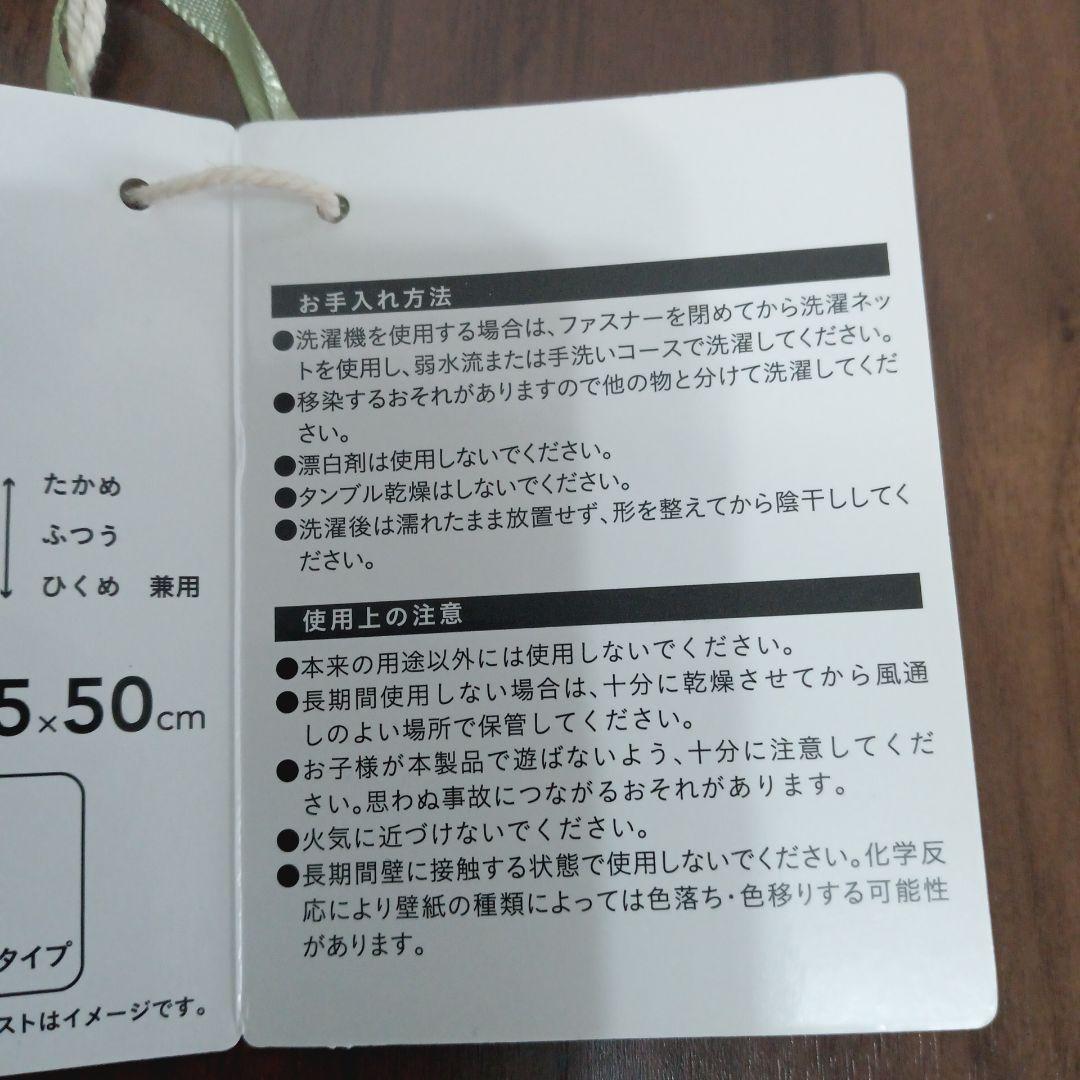 たかめ
ふつう
ひくめ 兼用
5×50cm
タイプ
ストはイメージです。
お手入れ方法
●洗濯機を使用する場合は、ファスナーを閉めてから洗濯ネッ
トを使用し、弱水流または手洗いコースで洗濯してください。
●移染するおそれがありますので他の物と分けて洗濯してくだ
さい。
●漂白剤は使用しないでください。
●タンブル乾燥はしないでください。
●洗濯後は濡れたまま放置せず、形を整えてから陰干ししてく
ださい。
使用上の注意
●本来の用途以外には使用しないでください。
●長期間使用しない場合は、十分に乾燥させてから風通
しのよい場所で保管してください。
●お子様が本製品で遊ばないよう、十分に注意してくだ
さい。思わぬ事故につながるおそれがあります。
●火気に近づけないでください。
●長期間壁に接触する状態で使用しないでください。化学反
応により壁紙の種類によっては色落ち・色移りする可能性
があります。